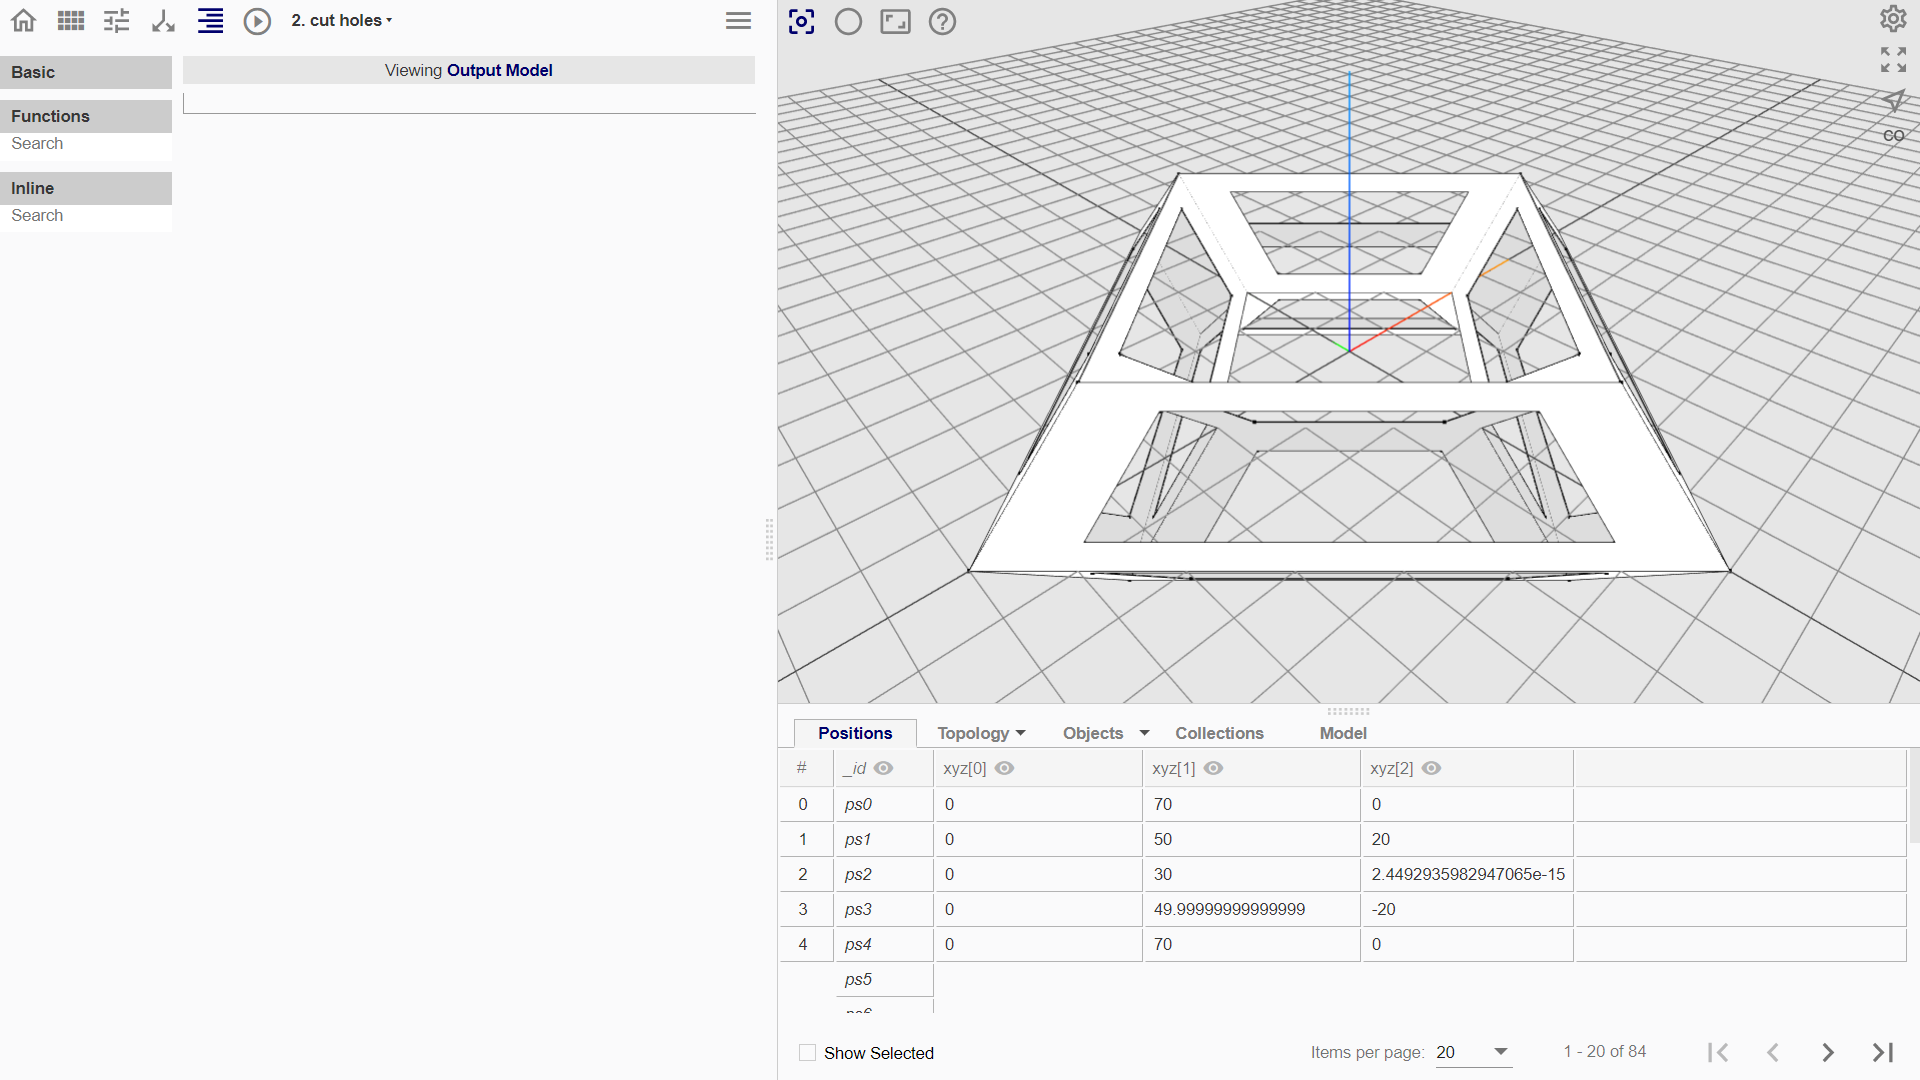 2. cut holes
Basic
Functions
Search
Inline
Search
Viewing Output Model
CO
Positions Topology Objects Collections Model
# _id xyz[0] xyz[1] xyz[2]
0 ps0 0 70 0
1 ps1 0 50 20
2 ps2 0 30 2.4492935982947065e-15
3 ps3 0 49.99999999999999 -20
4 ps4 0 70 0
ps5
ps6
Show Selected Items per page: 20 1 - 20 of 84